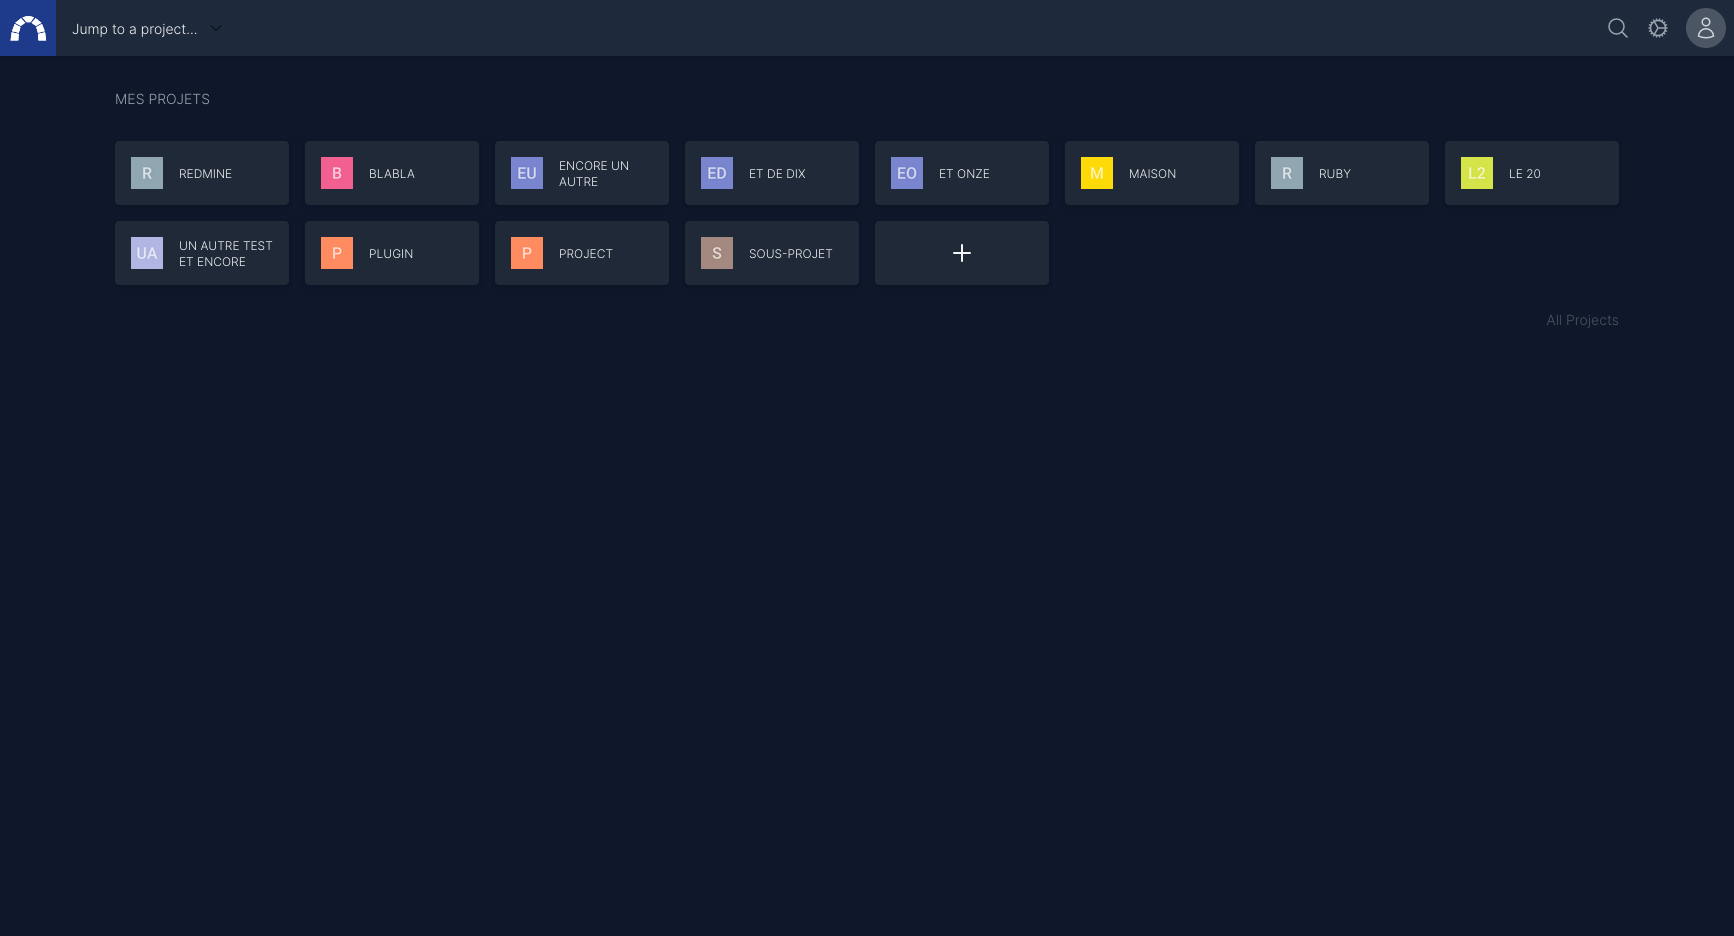 Jump to a project...
MES PROJETS
R REDMINE
B BLABLA
EU ENCORE UN
AUTRE
ED ET DE DIX
EO ET ONZE
M MAISON
R RUBY
L2 LE 20
UA UN AUTRE TEST
ET ENCORE
P PLUGIN
P PROJECT
S SOUS-PROJET
All Projects